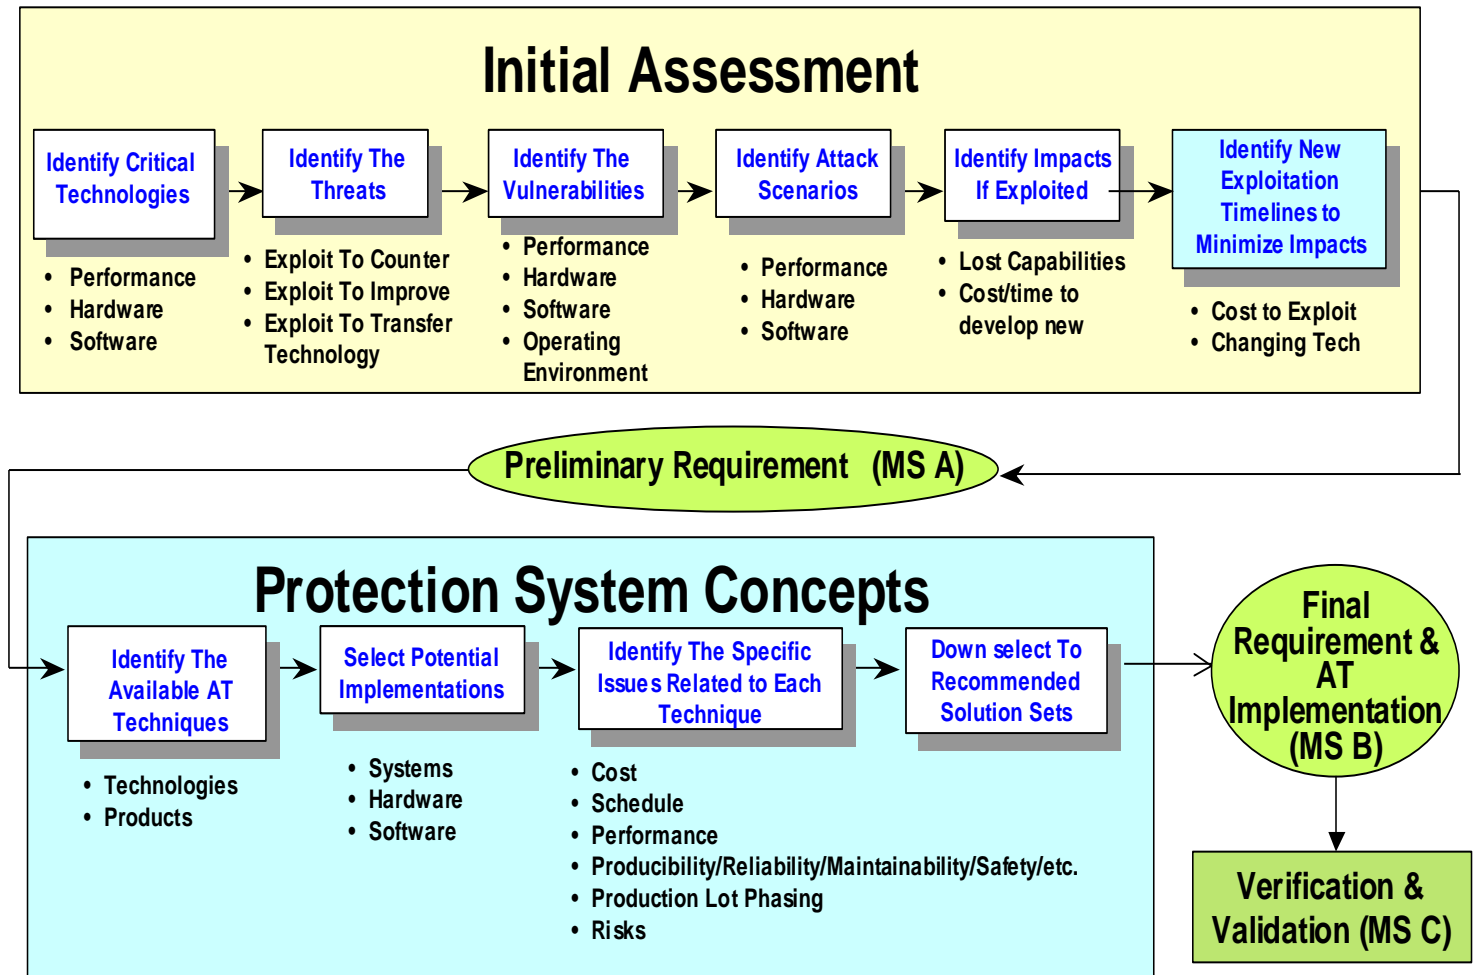 Initial Assessment
Identify Critical
Technologies
• Performance
• Hardware
• Software
Identify The
Threats
• Exploit To Counter
• Exploit To Improve
• Exploit To Transfer
Technology
Identify The
Vulnerabilities
• Performance
• Hardware
• Software
• Operating
Environment
Identify Attack
Scenarios
• Performance
• Hardware
• Software
Identify Impacts
If Exploited
• Lost Capabilities
• Cost/time to
develop new
Identify New
Exploitation
Timelines to
Minimize Impacts
• Cost to Exploit
• Changing Tech
Preliminary Requirement (MS A)
Protection System Concepts
Identify The
Available AT
Techniques
• Technologies
• Products
Select Potential
Implementations
• Systems
• Hardware
• Software
Identify The Specific
Issues Related to Each
Technique
• Cost
• Schedule
• Performance
• Producibility/Reliability/Maintainability/Safety/etc.
• Production Lot Phasing
• Risks
Down select To
Recommended
Solution Sets
Final
Requirement &
AT
Implementation
(MS B)
Verification &
Validation (MS C)